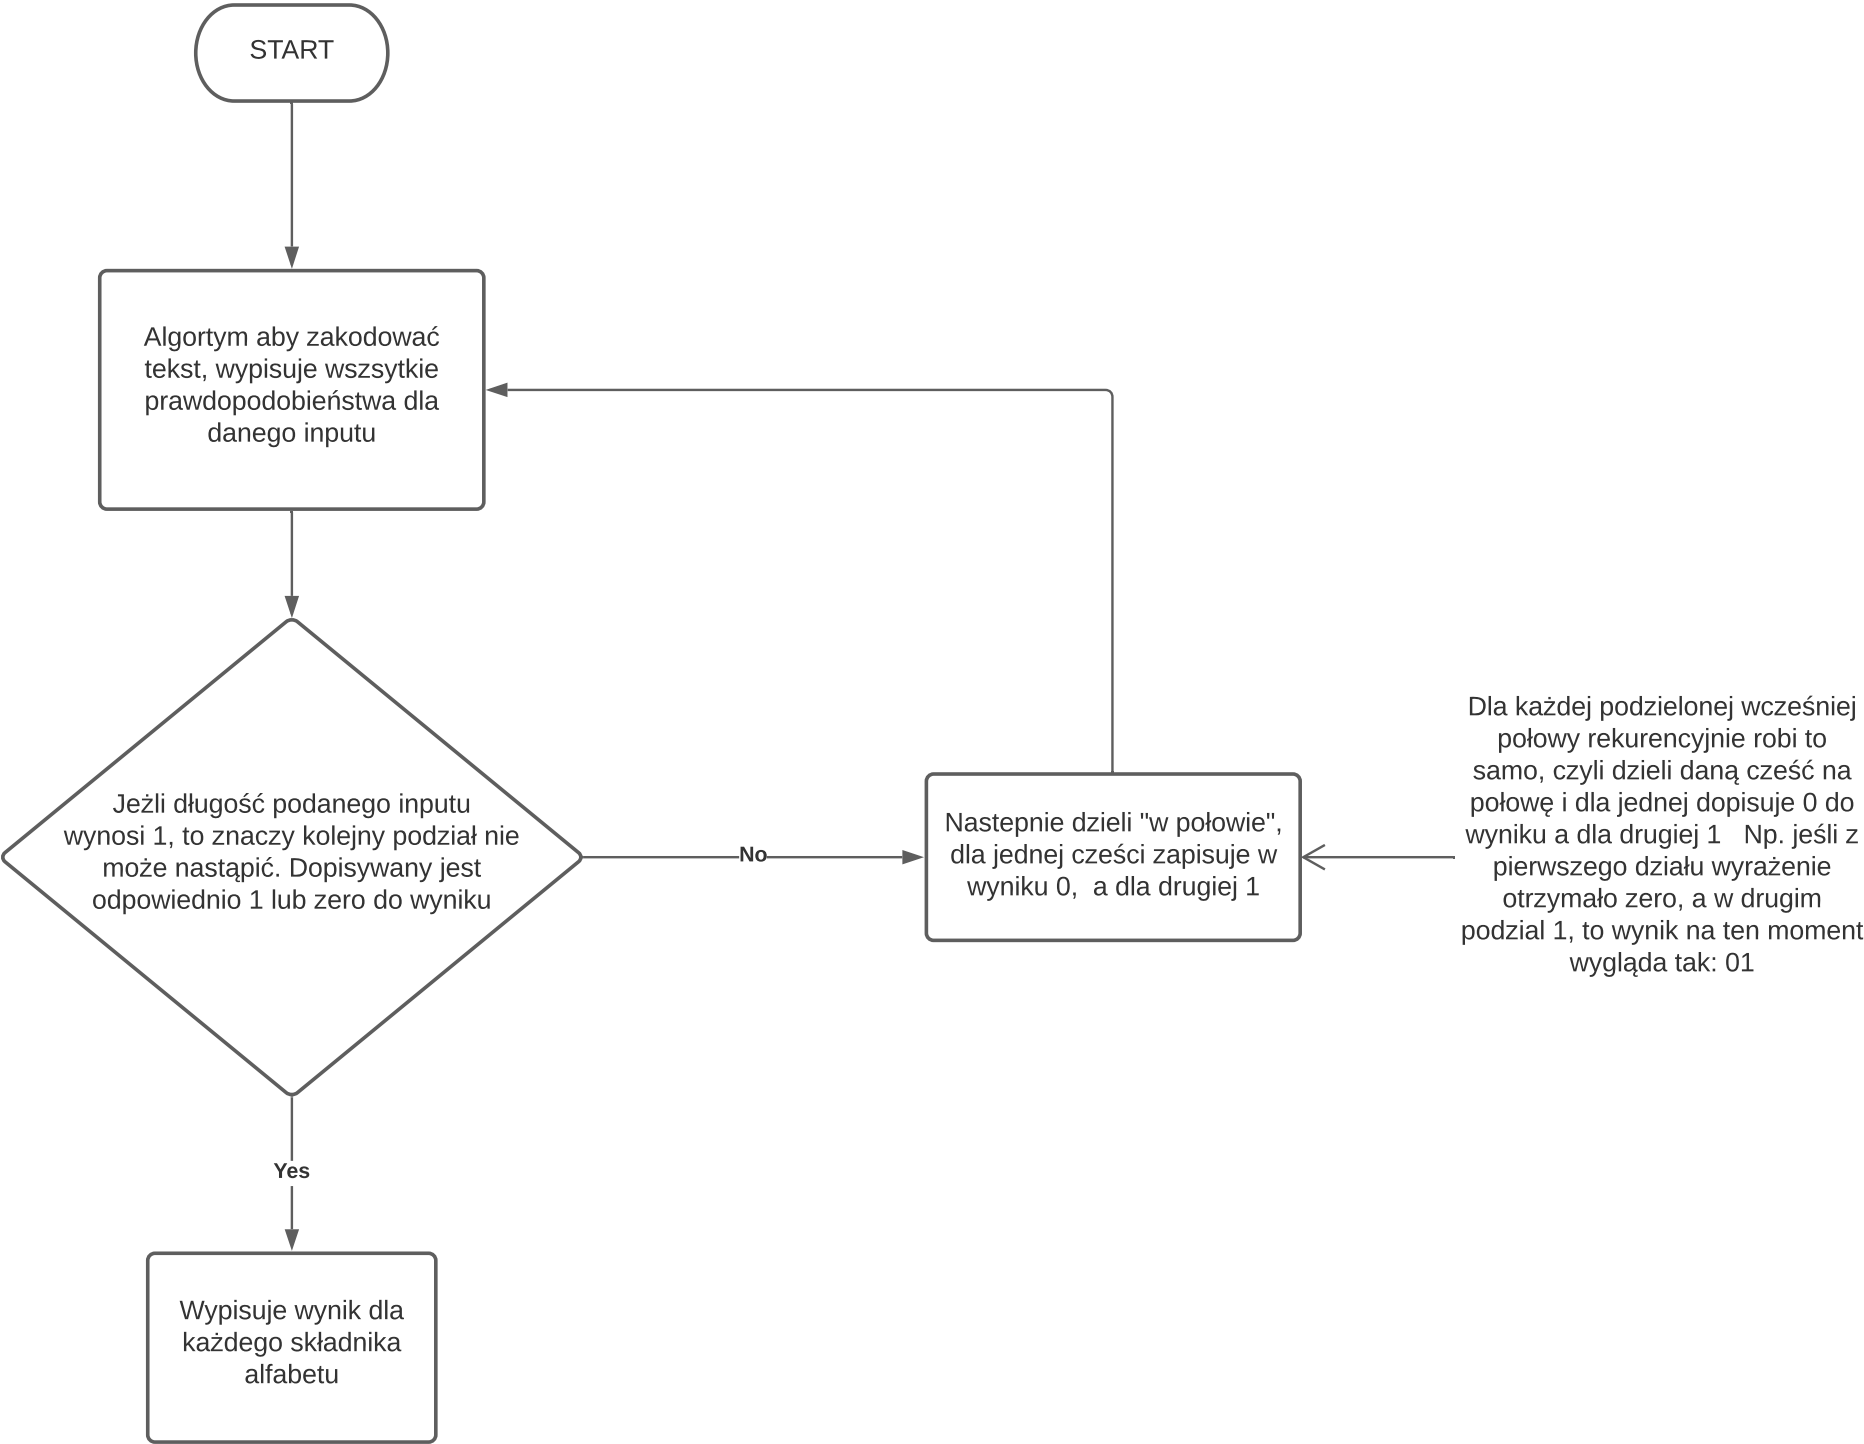 START
Algortym aby zakodować
tekst, wypisuje wszsytkie
prawdopodobieństwa dla
danego inputu
Jeżli długość podanego inputu
wynosi 1, to znaczy kolejny podział nie
może nastąpić. Dopisywany jest
odpowiednio 1 lub zero do wyniku
No
Nastepnie dzieli "w połowie",
dla jednej cześci zapisuje w
wyniku 0,  a dla drugiej 1
Dla każdej podzielonej wcześniej
połowy rekurencyjnie robi to
samo, czyli dzieli daną cześć na
połowę i dla jednej dopisuje 0 do
wyniku a dla drugiej 1   Np. jeśli z
pierwszego działu wyrażenie
otrzymało zero, a w drugim
podzial 1, to wynik na ten moment
wygląda tak: 01
Yes
Wypisuje wynik dla
każdego składnika
alfabetu